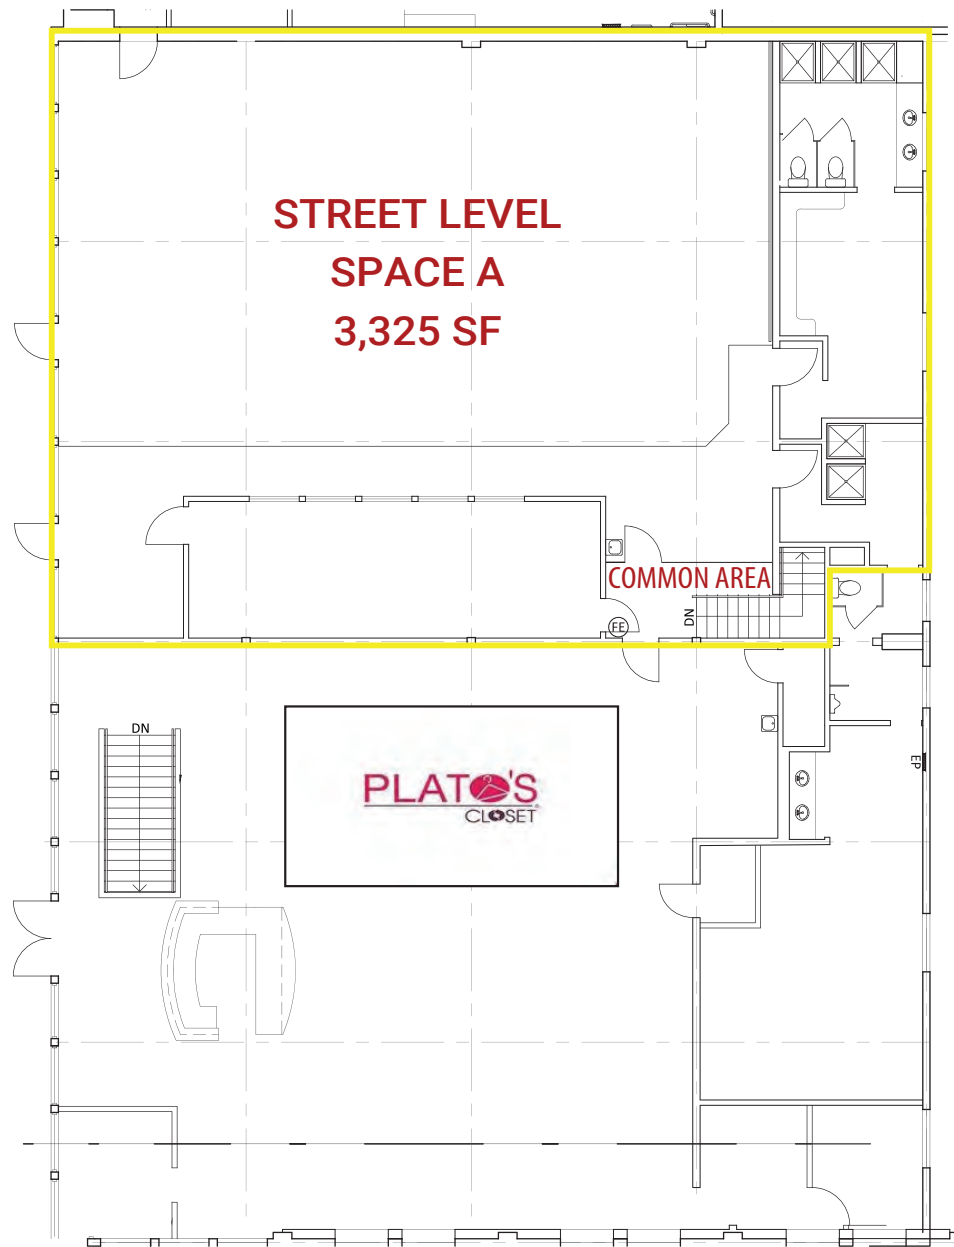 STREET LEVEL
SPACE A
3,325 SF
COMMON AREA
DN
FE
DN
EP
PLATO'S
CLOSET